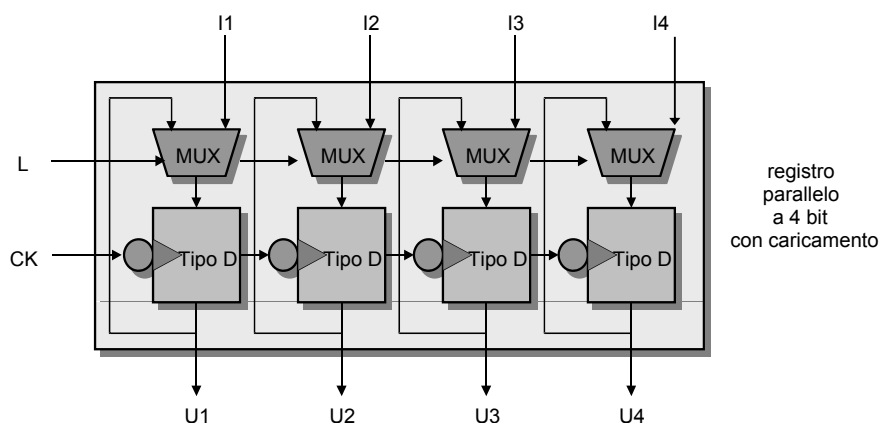 I1 I2 I3 I4
L MUX MUX MUX MUX
registro
parallelo
a 4 bit
con caricamento
CK Tipo D Tipo D Tipo D Tipo D
U1 U2 U3 U4